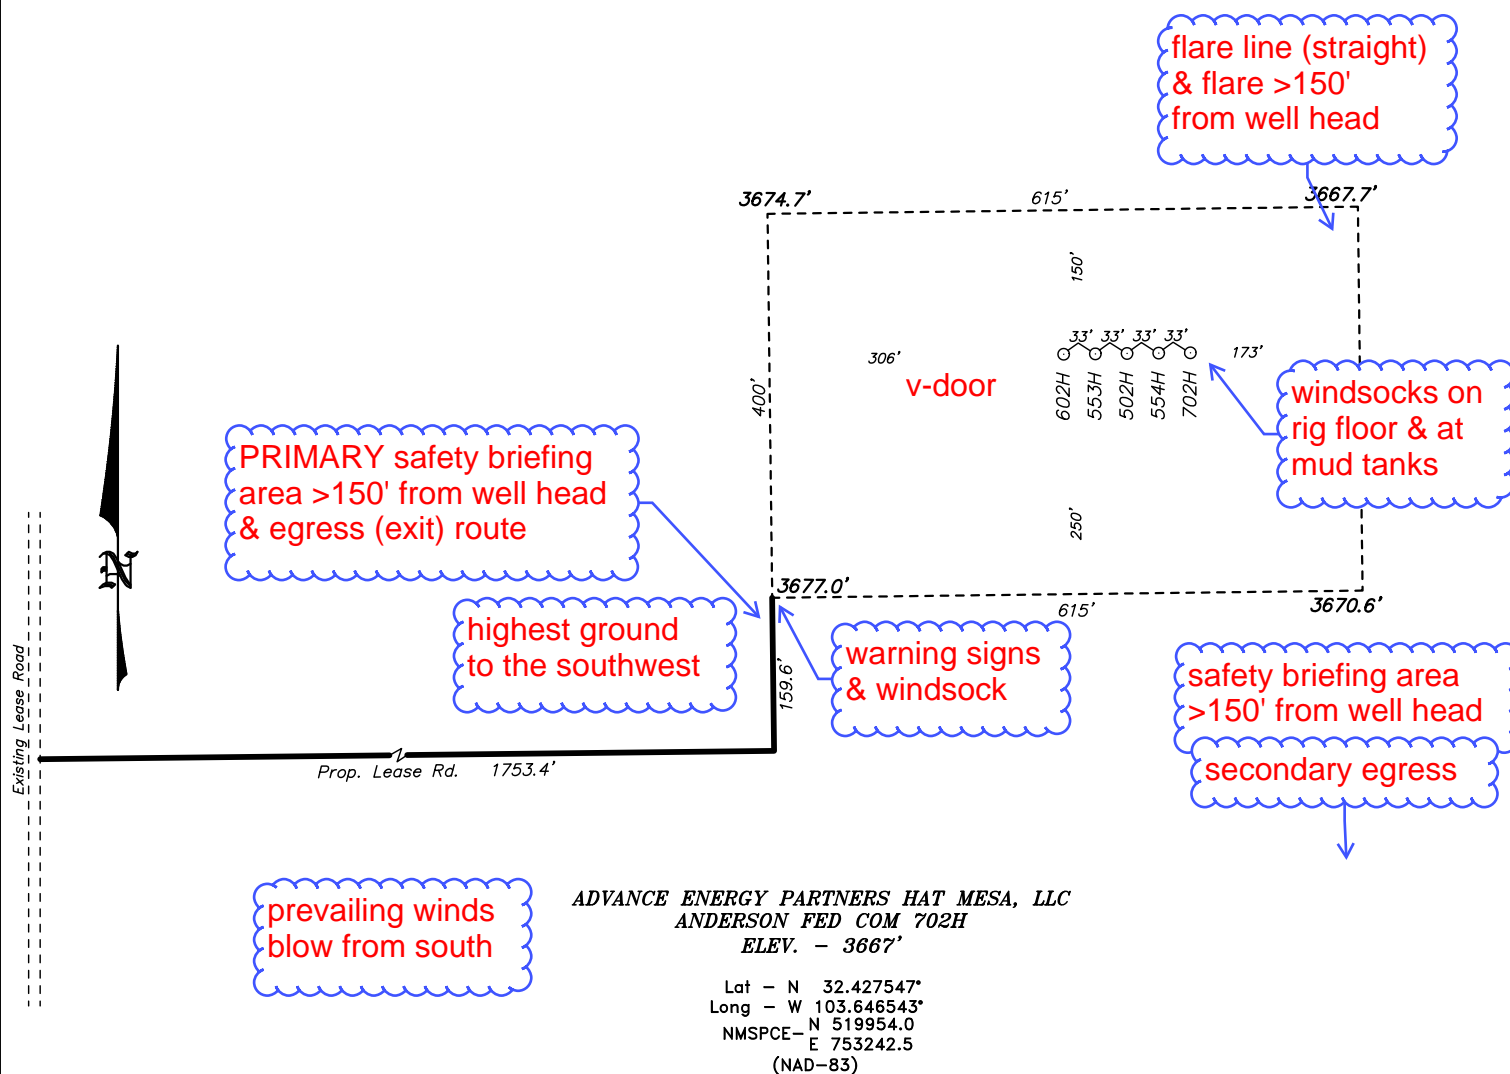 flare line (straight)
& flare >150'
from well head
3674.7'
615'
3667.7'
150'
33' 33' 33' 33'
306'
173'
v-door
400'
602H
553H
502H
554H
702H
windsocks on
rig floor & at
mud tanks
PRIMARY safety briefing
area >150' from well head
& egress (exit) route
250'
N
3677.0'
615'
3670.6'
highest ground
to the southwest
warning signs
& windsock
159.6'
safety briefing area
>150' from well head
secondary egress
Existing Lease Road
Prop. Lease Rd. 1753.4'
prevailing winds
blow from south
ADVANCE ENERGY PARTNERS HAT MESA, LLC
ANDERSON FED COM 702H
ELEV. - 3667'
Lat - N 32.427547°
Long - W 103.646543°
NMSPCE- N 519954.0
E 753242.5
(NAD-83)